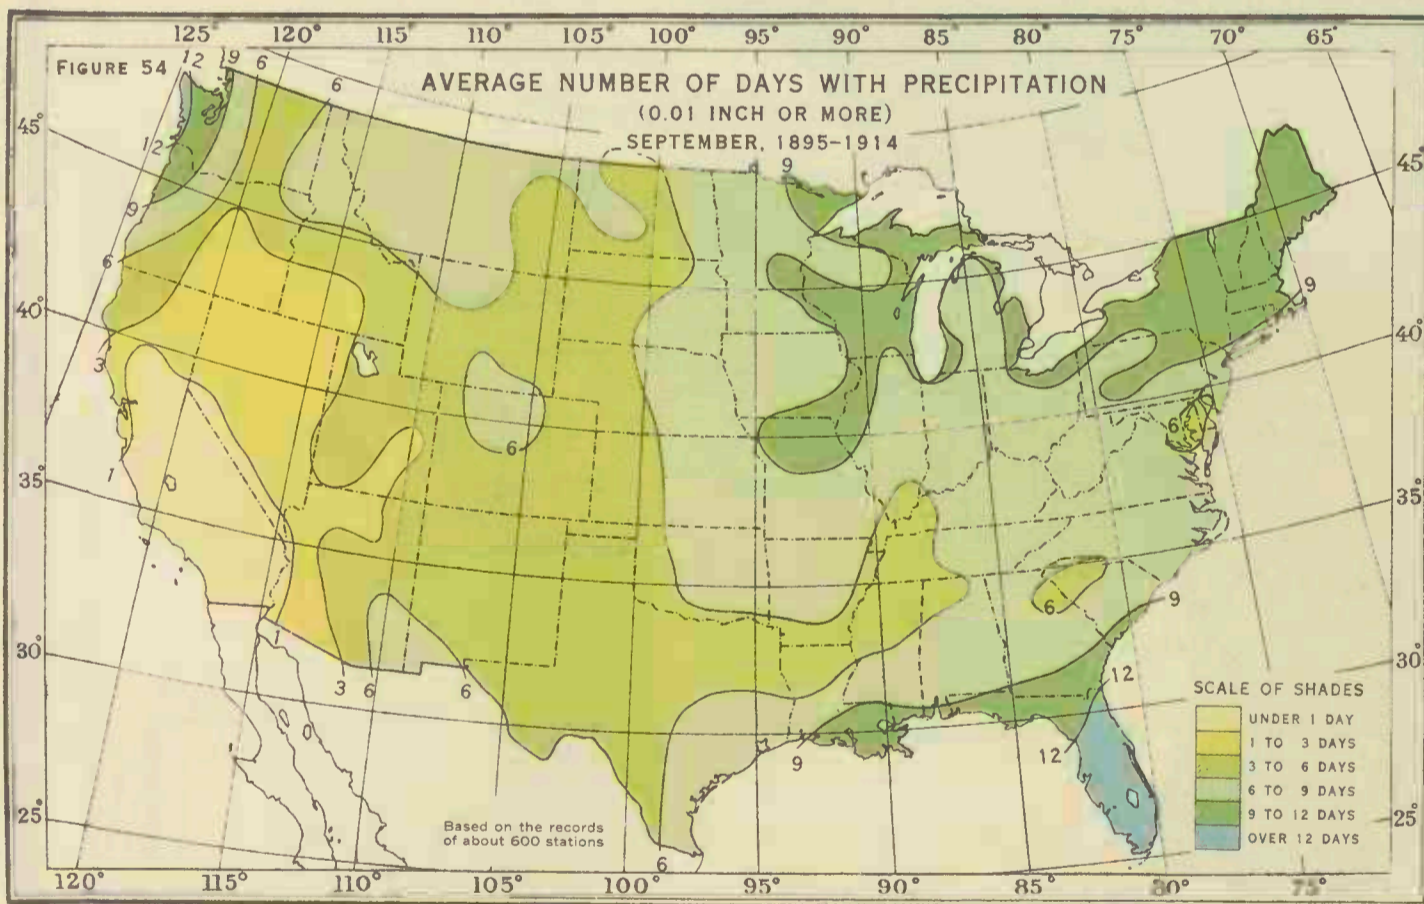 125° 120° 115° 110° 105° 100° 95° 90° 85° 80° 75° 70° 65°
FIGURE 54
12 9 6 6
AVERAGE NUMBER OF DAYS WITH PRECIPITATION
(0.01 INCH OR MORE)
SEPTEMBER, 1895-1914
45° 12 9 45°
9
6
9
40° 40°
3
6
6
1
35° 35°
6 9
1
30° 3 6 6 12 30°
SCALE OF SHADES
UNDER 1 DAY
1 TO 3 DAYS
12
9
3 TO 6 DAYS
6 TO 9 DAYS
25° 9 TO 12 DAYS 25°
OVER 12 DAYS
Based on the records
of about 600 stations
6
120° 115° 110° 105° 100° 95° 90° 85° 80° 75°